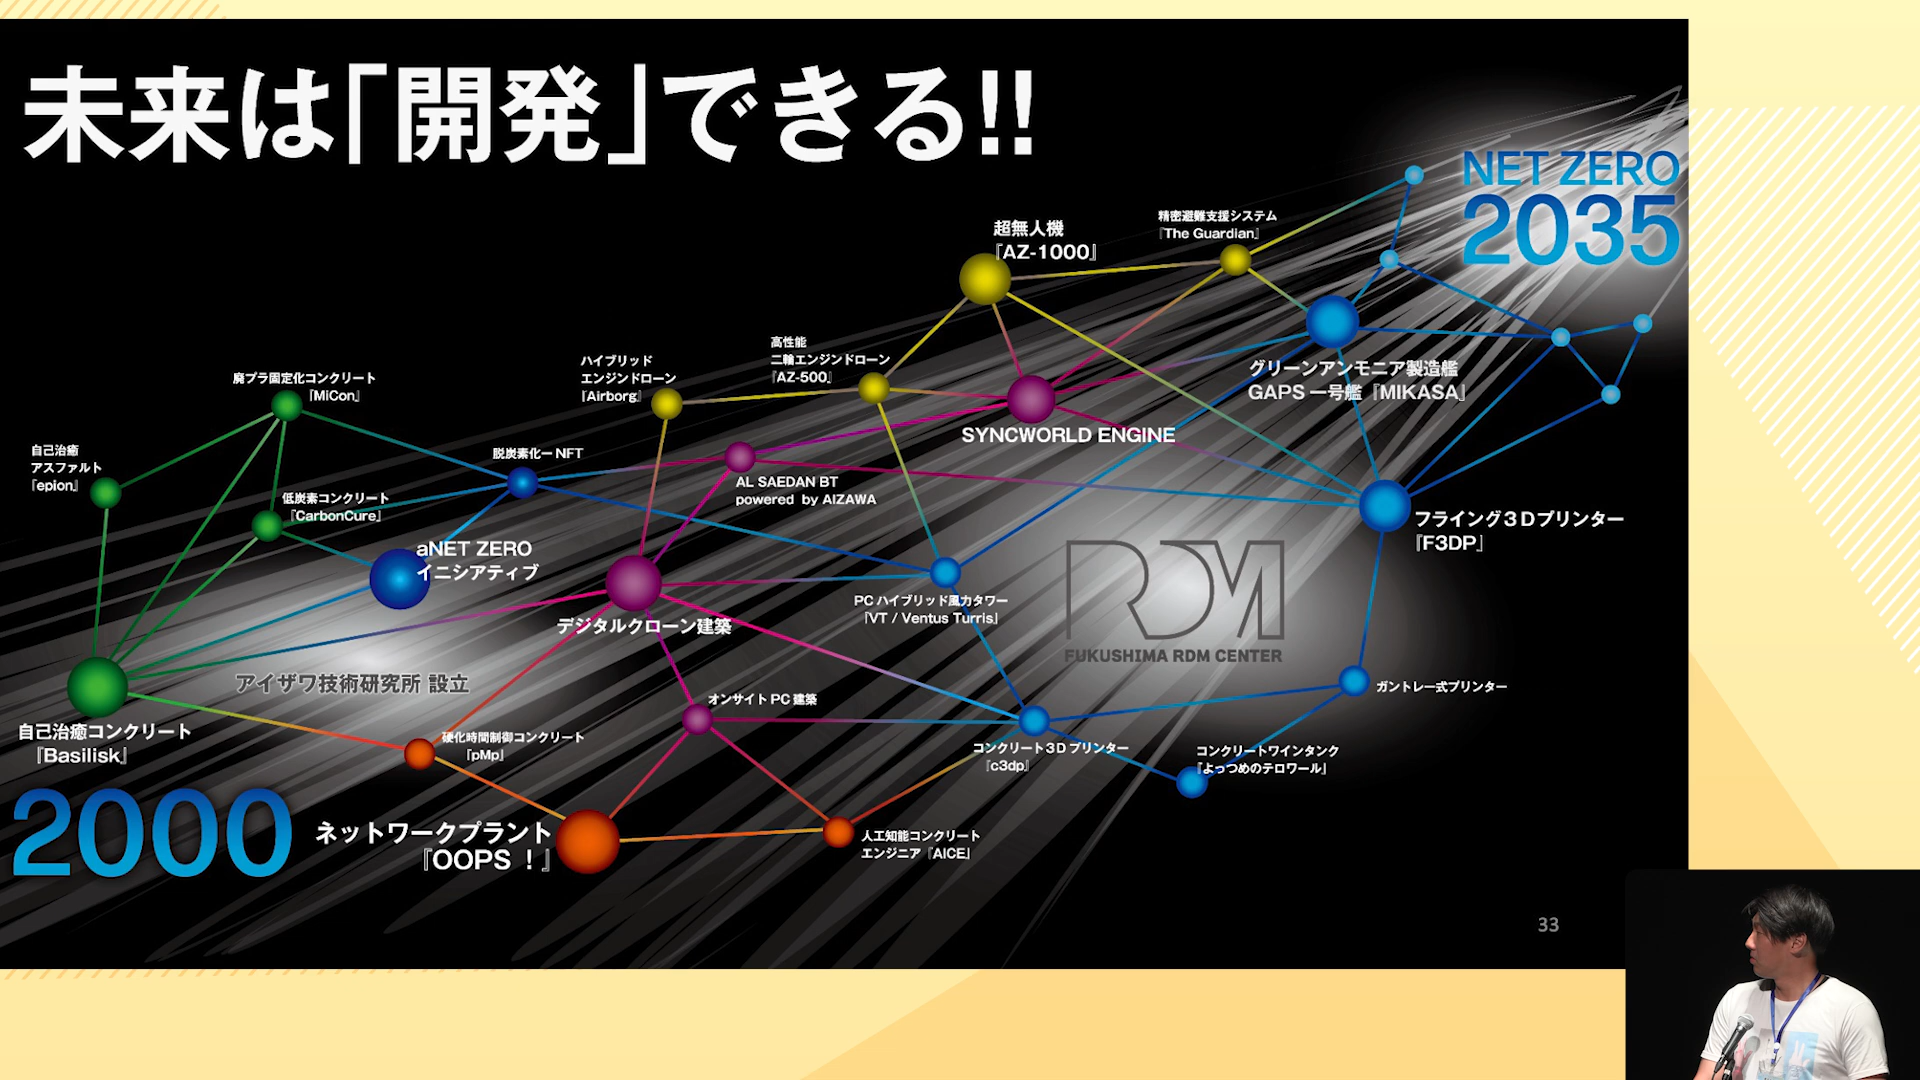 未来は「開発」できる!!
NET ZERO
2035
超無人機
『AZ-1000』
精密避難支援システム
『The Guardian』
高性能
二輪エンジンドローン
『AZ-500』
ハイブリッド
エンジンドローン
『Airborg』
廃プラ固定化コンクリート
『MiCon』
グリーンアンモニア製造艦
GAPS 一号艦『MIKASA』
SYNCWORLD ENGINE
自己治癒
アスファルト
『epion』
脱炭素化一NFT
低炭素コンクリート
『CarbonCure』
AL SAEDAN BT
powered by AIZAWA
フライング3Dプリンター
『F3DP』
aNET ZERO
イニシアティブ
PCハイブリッド風力タワー
『VT / Ventus Turris』
デジタルクローン建築
RDM
FUKUSHIMA RDM CENTER
アイザワ技術研究所 設立
ガントレー式プリンター
オンサイトPC建築
自己治癒コンクリート
『Basilisk』
硬化時間制御コンクリート
『pMp』
コンクリート3Dプリンター
『c3dp』
コンクリートワインタンク
『よっつめのテロワール』
2000
ネットワークプラント
『OOPS！』
人工知能コンクリート
エンジニア『AICE』
33